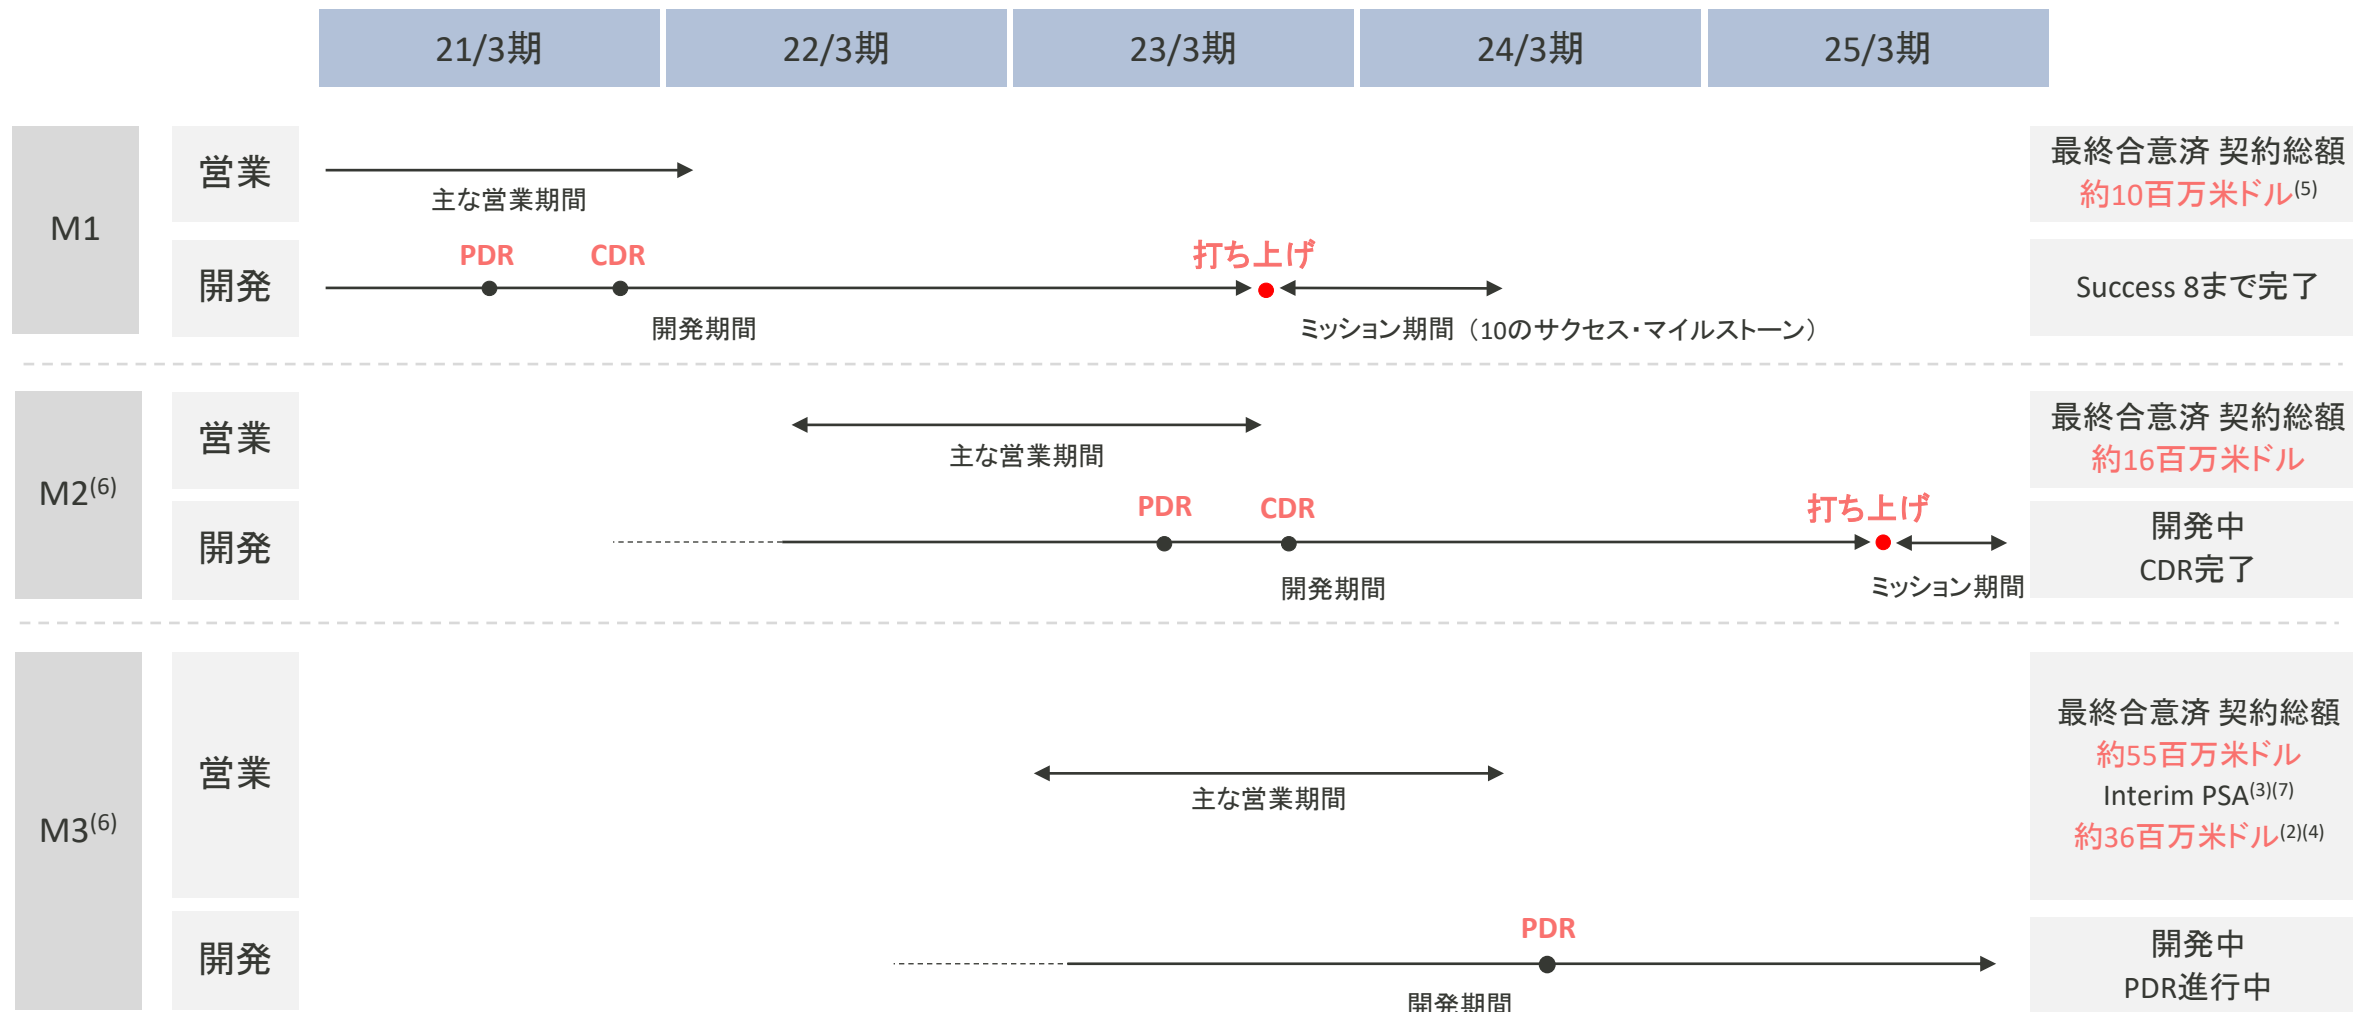 21/3期
22/3期
23/3期
24/3期
25/3期
M1
営業
主な営業期間
最終合意済 契約総額
約10百万米ドル(5)
開発
PDR
CDR
打ち上げ
開発期間
ミッション期間（10のサクセス・マイルストーン）
Success 8まで完了
M2(6)
営業
主な営業期間
最終合意済 契約総額
約16百万米ドル
開発
PDR
CDR
打ち上げ
開発期間
ミッション期間
開発中
CDR完了
M3(6)
営業
主な営業期間
最終合意済 契約総額
約55百万米ドル
Interim PSA(3)(7)
約36百万米ドル(2)(4)
開発
PDR
開発期間
開発中
PDR進行中